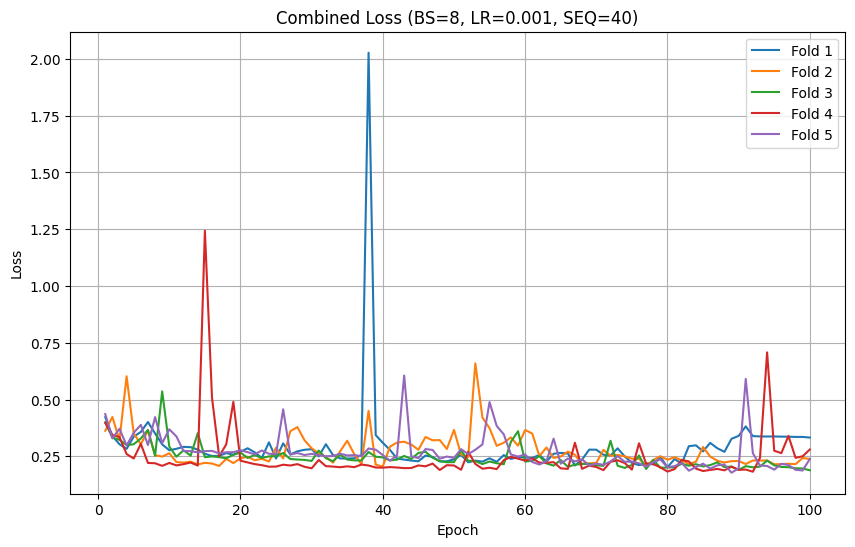 Combined Loss (BS=8, LR=0.001, SEQ=40)
Fold 1
Fold 2
Fold 3
Fold 4
Fold 5
2.00
1.75
1.50
1.25
1.00
0.75
0.50
0.25
Loss
0 20 40 60 80 100
Epoch